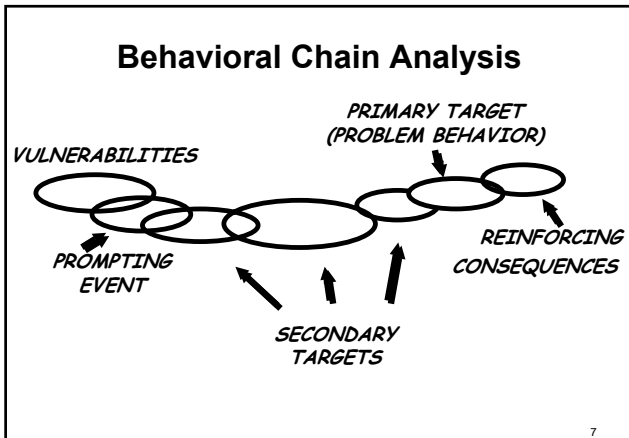 Behavioral Chain Analysis
PRIMARY TARGET
(PROBLEM BEHAVIOR)
VULNERABILITIES
PROMPTING
EVENT
REINFORCING
CONSEQUENCES
SECONDARY
TARGETS
7